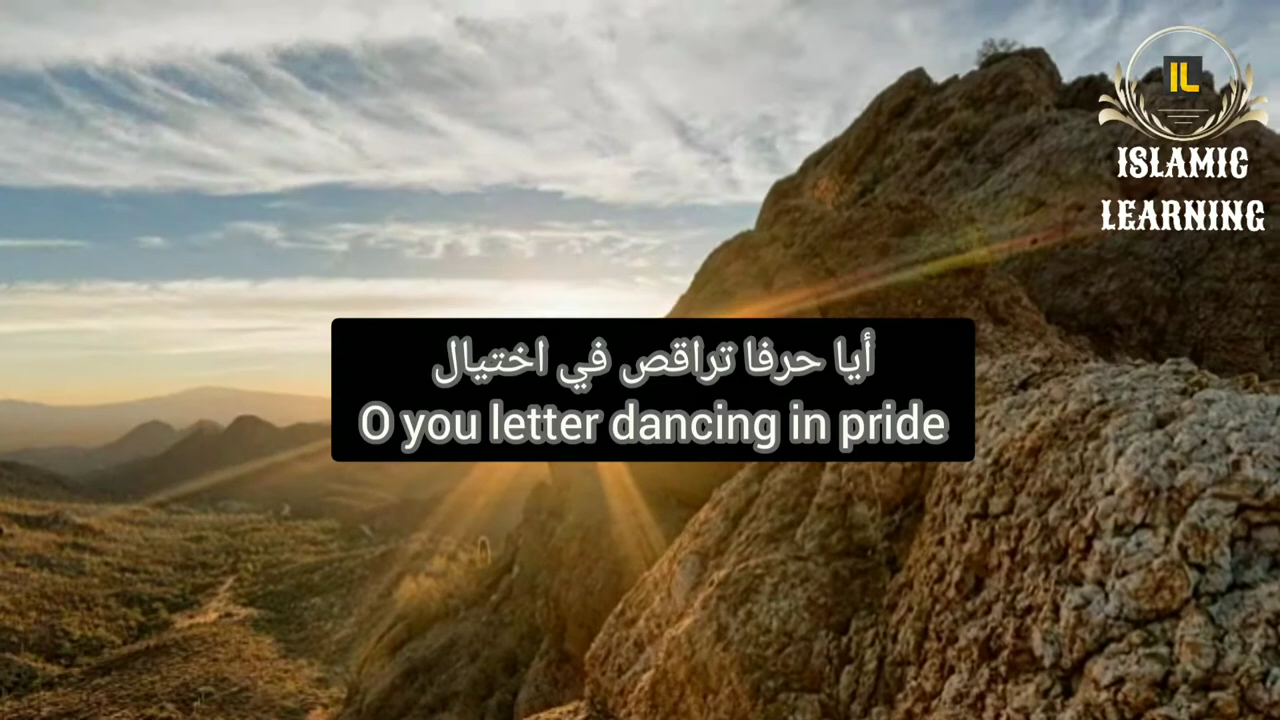 IL
ISLAMIC
LEARNING
أيا حرفا تراقص في اختيال
O you letter dancing in pride